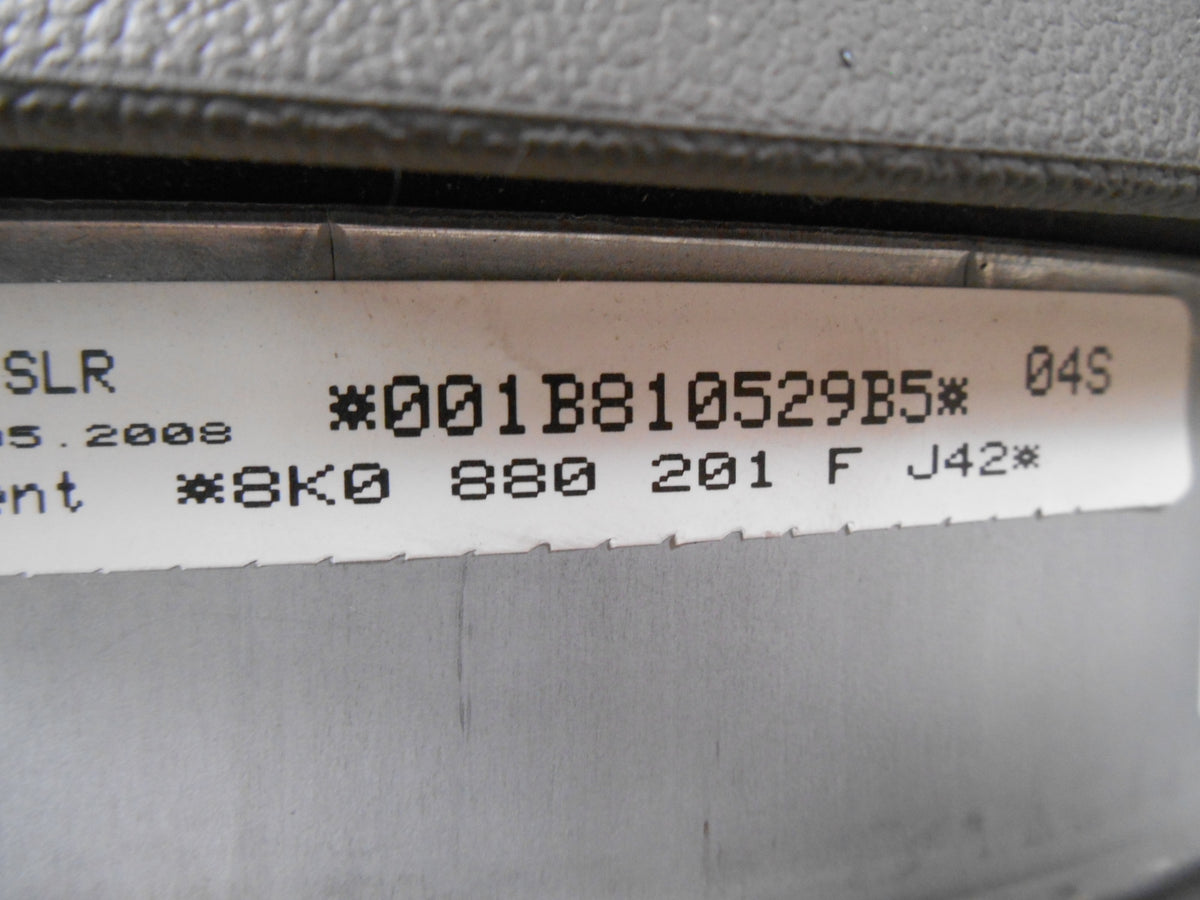 SLR *001B810529B5* 04S
05.2008
ent *8K0 880 201 F J42*